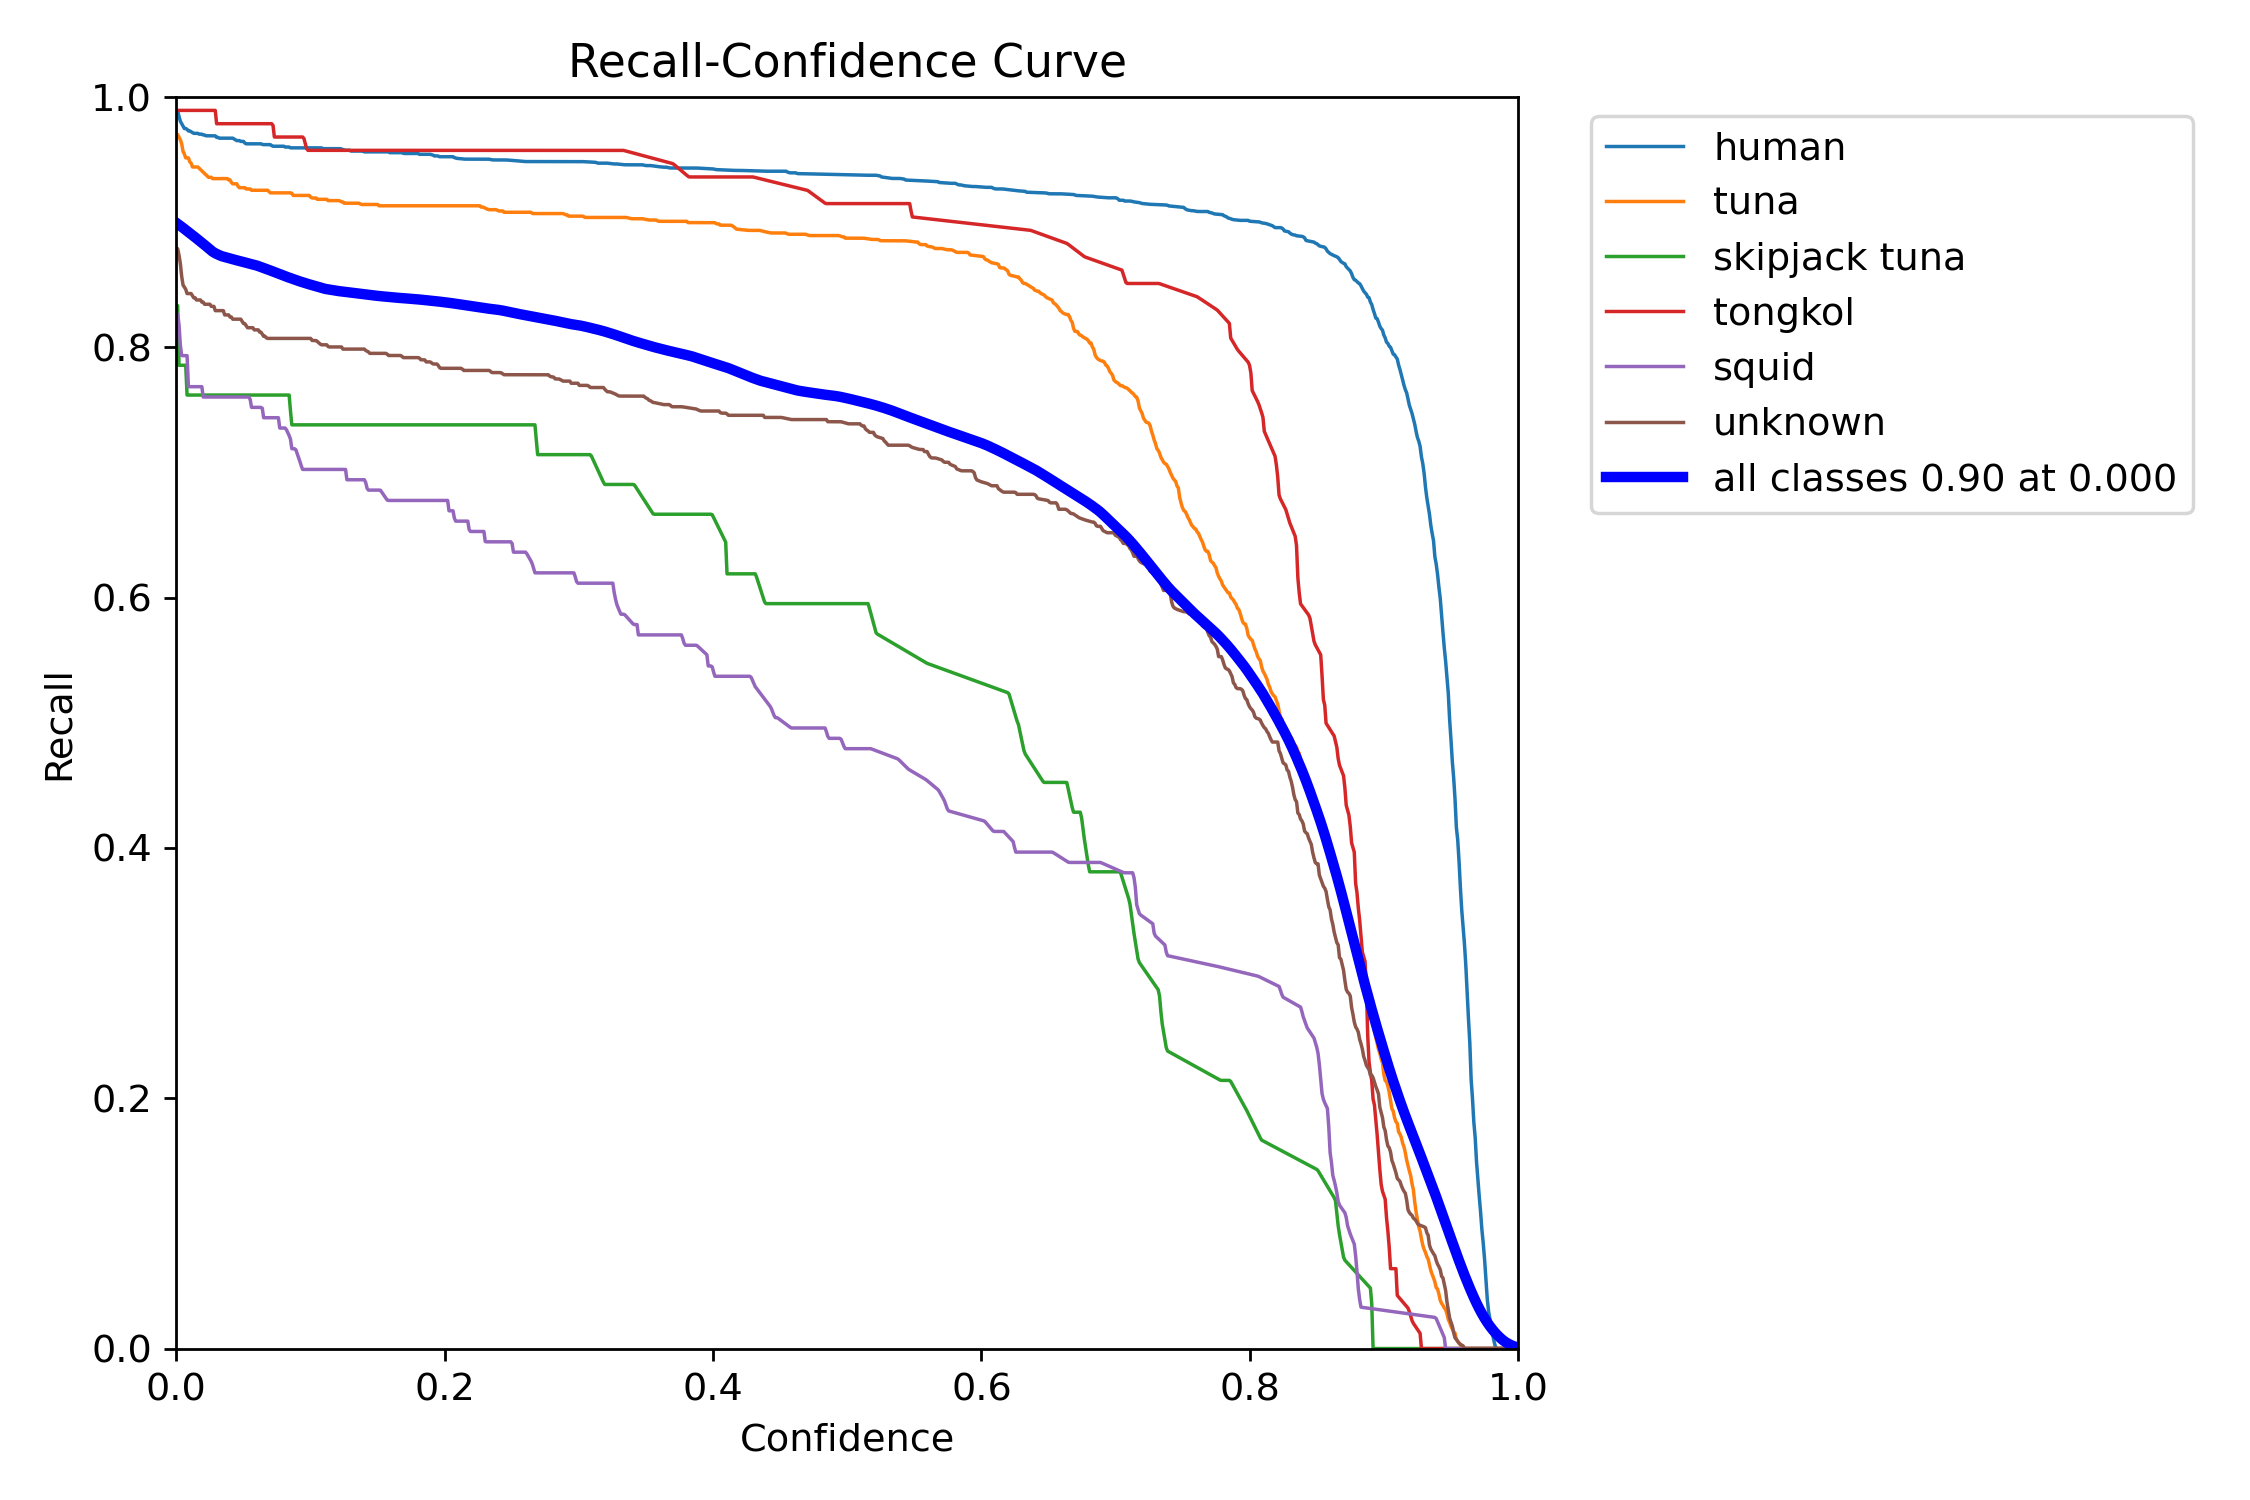 Recall-Confidence Curve
1.0
0.8
0.6
0.4
0.2
0.0
Recall
0.0 0.2 0.4 0.6 0.8 1.0
Confidence
human
tuna
skipjack tuna
tongkol
squid
unknown
all classes 0.90 at 0.000